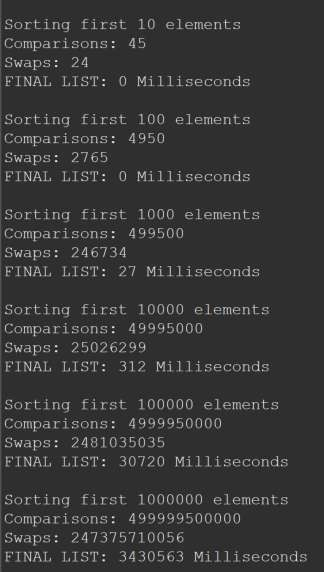 Sorting first 10 elements
Comparisons: 45
Swaps: 24
FINAL LIST: 0 Milliseconds
Sorting first 100 elements
Comparisons: 4950
Swaps: 2765
FINAL LIST: 0 Milliseconds
Sorting first 1000 elements
Comparisons: 499500
Swaps: 246734
FINAL LIST: 27 Milliseconds
Sorting first 10000 elements
Comparisons: 49995000
Swaps: 25026299
FINAL LIST: 312 Milliseconds
Sorting first 100000 elements
Comparisons: 4999950000
Swaps: 2481035035
FINAL LIST: 30720 Milliseconds
Sorting first 1000000 elements
Comparisons: 499999500000
Swaps: 247375710056
FINAL LIST: 3430563 Milliseconds